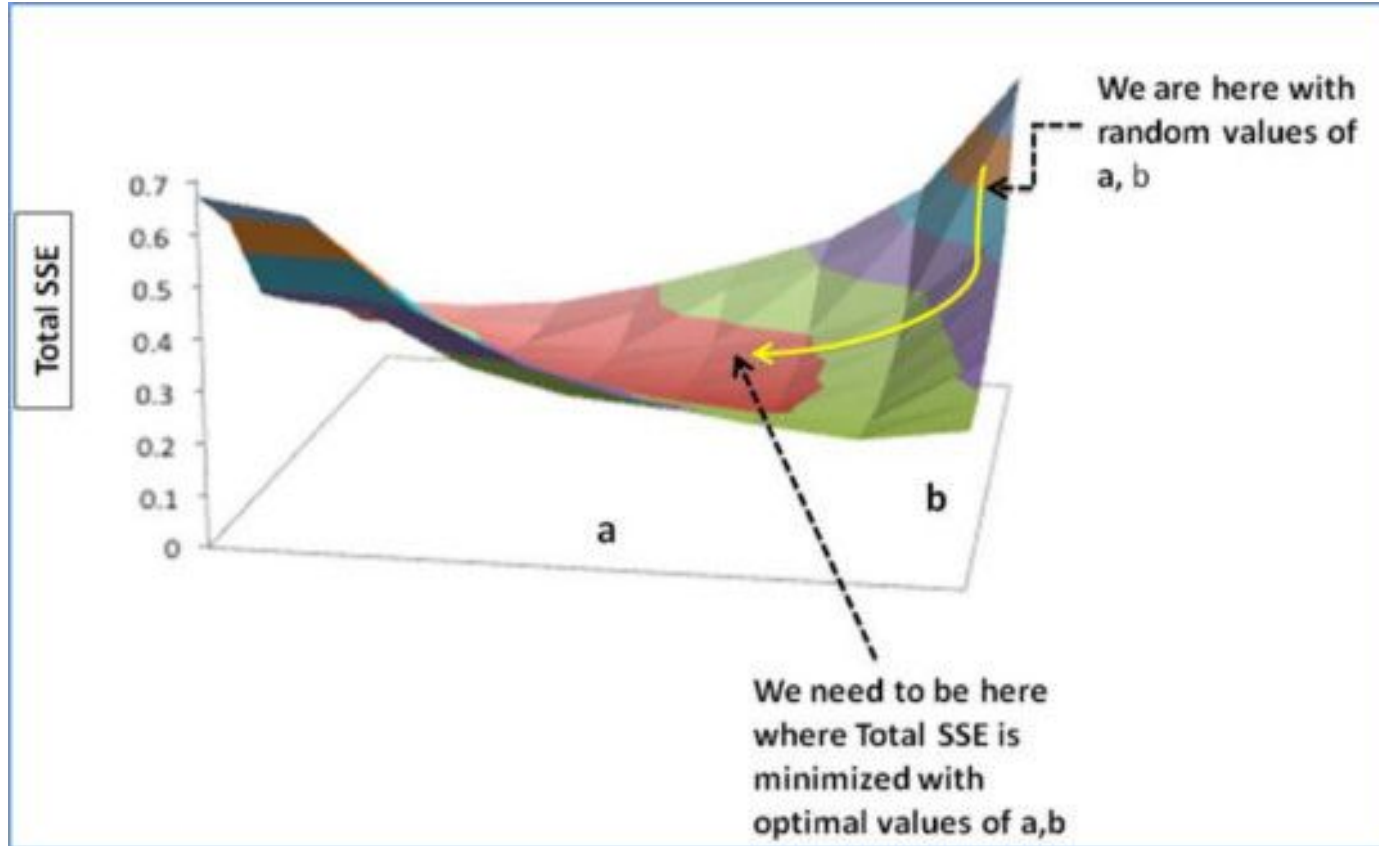 We are here with
random values of
a, b
0.7
0.6
0.5
0.4
0.3
0.2
0.1
0
Total SSE
a
b
We need to be here
where Total SSE is
minimized with
optimal values of a,b